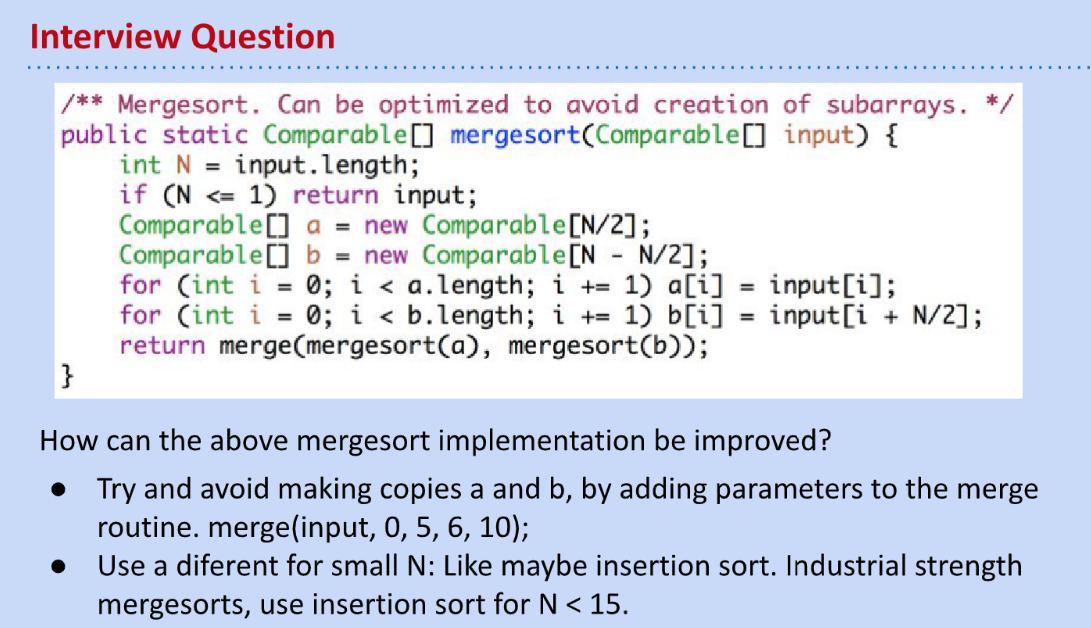 Interview Question
/** Mergesort. Can be optimized to avoid creation of subarrays. */
public static Comparable[] mergesort(Comparable[] input) {
    int N = input.length;
    if (N <= 1) return input;
    Comparable[] a = new Comparable[N/2];
    Comparable[] b = new Comparable[N - N/2];
    for (int i = 0; i < a.length; i += 1) a[i] = input[i];
    for (int i = 0; i < b.length; i += 1) b[i] = input[i + N/2];
    return merge(mergesort(a), mergesort(b));
}
How can the above mergesort implementation be improved?
● Try and avoid making copies a and b, by adding parameters to the merge
routine. merge(input, 0, 5, 6, 10);
● Use a diferent for small N: Like maybe insertion sort. Industrial strength
mergesorts, use insertion sort for N < 15.